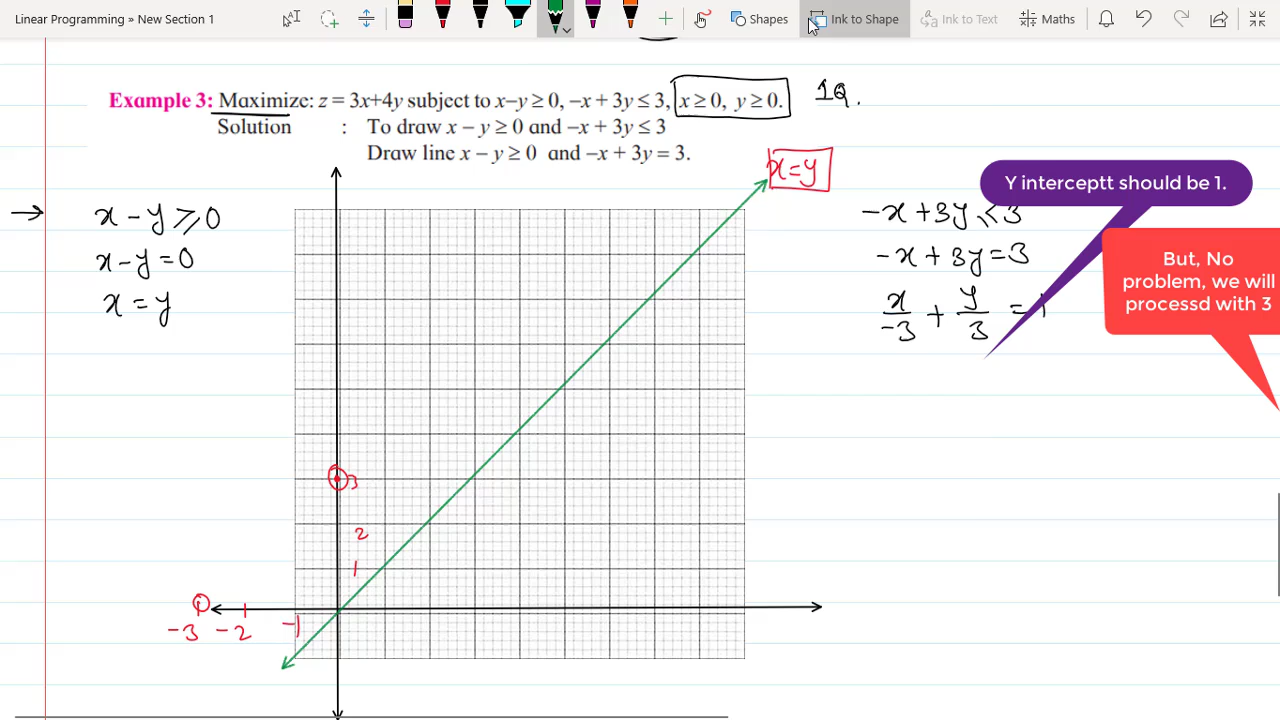 Linear Programming » New Section 1
Shapes
Ink to Shape
Ink to Text
Maths
Example 3: Maximize: z = 3x+4y subject to x–y ≥ 0, –x + 3y ≤ 3, x ≥ 0, y ≥ 0. 1Q.
Solution : To draw x – y ≥ 0 and –x + 3y ≤ 3
Draw line x – y ≥ 0 and –x + 3y = 3.
x=y
→ x - y ≥ 0
x - y = 0
x = y
-x + 3y ≤ 3
-x + 3y = 3
x/-3 + y/3 = 1
Y interceptt should be 1.
But, No
problem, we will
processd with 3
3
2
1
-3 -2 -1